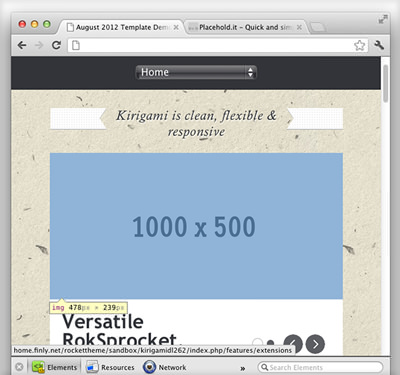 August 2012 Template Dem
Placehold.it – Quick and sim
Home
Kirigami is clean, flexible &
responsive
1000 x 500
img 478px × 239px
Versatile
RokSprocket
home.finly.net/rockettheme/sandbox/kirigamidl262/index.php/features/extensions
Elements
Resources
Network
Search Elements